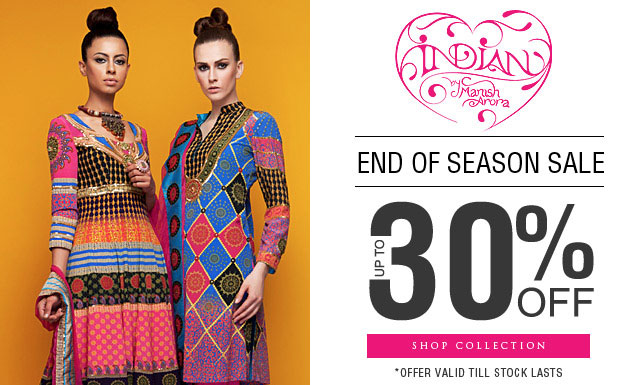 INDIAN
by
Manish
Arora
END OF SEASON SALE
UP TO
30%
OFF
SHOP COLLECTION
*OFFER VALID TILL STOCK LASTS